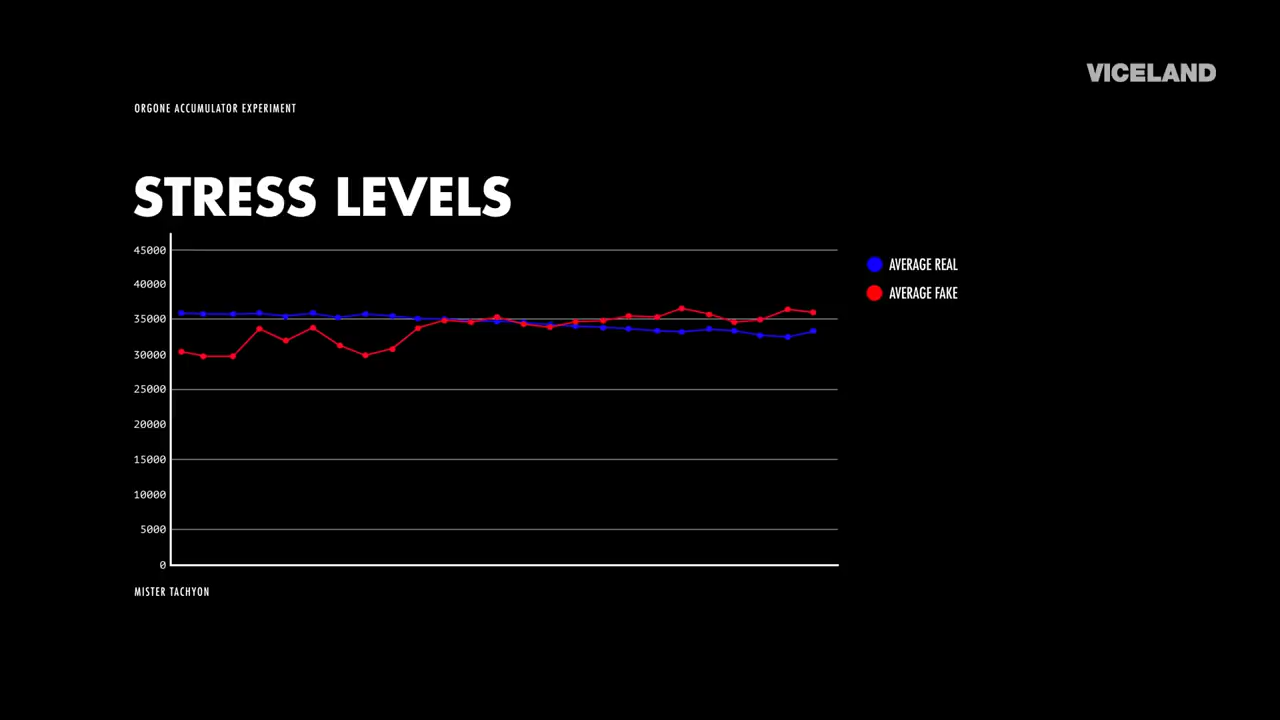 VICELAND
ORGONE ACCUMULATOR EXPERIMENT
STRESS LEVELS
45000
40000
35000
30000
25000
20000
15000
10000
5000
0
AVERAGE REAL
AVERAGE FAKE
MISTER TACHYON